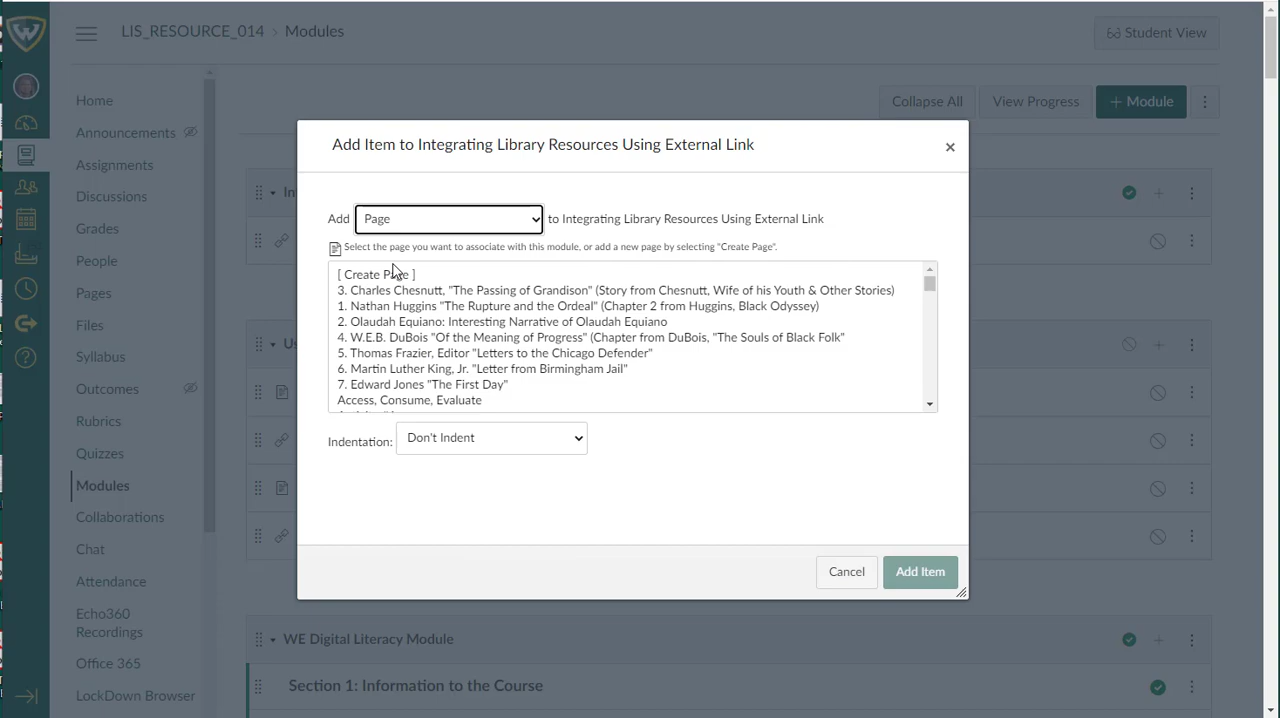 LIS_RESOURCE_014 › Modules
Student View
Home
Announcements
Assignments
Discussions
Grades
People
Pages
Files
Syllabus
Outcomes
Rubrics
Quizzes
Modules
Collaborations
Chat
Attendance
Echo360
Recordings
Office 365
LockDown Browser
Collapse All
View Progress
+ Module
In
Us
Add Item to Integrating Library Resources Using External Link
×
Add Page to Integrating Library Resources Using External Link
Select the page you want to associate with this module, or add a new page by selecting "Create Page".
[ Create Page ]
3. Charles Chesnutt, "The Passing of Grandison" (Story from Chesnutt, Wife of his Youth & Other Stories)
1. Nathan Huggins "The Rupture and the Ordeal" (Chapter 2 from Huggins, Black Odyssey)
2. Olaudah Equiano: Interesting Narrative of Olaudah Equiano
4. W.E.B. DuBois "Of the Meaning of Progress" (Chapter from DuBois, "The Souls of Black Folk"
5. Thomas Frazier, Editor "Letters to the Chicago Defender"
6. Martin Luther King, Jr. "Letter from Birmingham Jail"
7. Edward Jones "The First Day"
Access, Consume, Evaluate
Indentation: Don't Indent
Cancel
Add Item
WE Digital Literacy Module
Section 1: Information to the Course